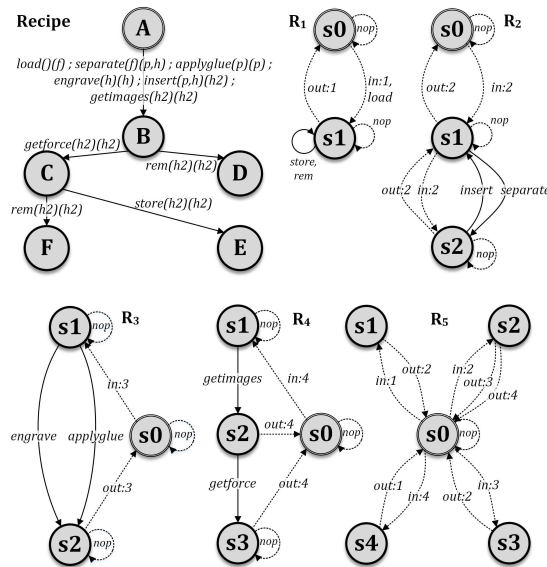 Recipe
A
load()(f) ; separate(f)(p,h) ; applyglue(p)(p) ;
engrave(h)(h) ; insert(p,h)(h2) ;
getimages(h2)(h2)
B
getforce(h2)(h2)
rem(h2)(h2)
C
D
rem(h2)(h2)
store(h2)(h2)
F
E
R1
s0
nop
out:1
in:1,
load
s1
nop
store,
rem
R2
s0
nop
out:2
in:2
s1
nop
out:2
in:2
insert
separate
s2
nop
R3
s1
nop
in:3
engrave
applyglue
s0
nop
out:3
s2
nop
R4
s1
nop
getimages
in:4
s2
out:4
s0
nop
getforce
out:4
s3
nop
R5
s1
s2
out:2
in:1
in:2
out:3
out:4
s0
nop
out:1
in:4
out:2
in:3
s4
s3